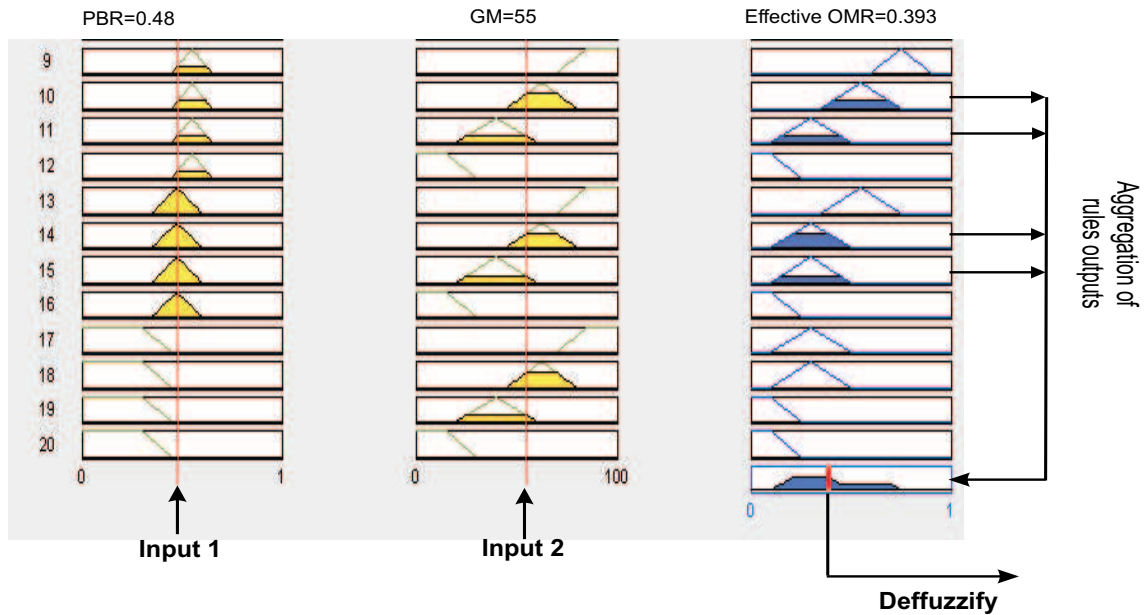 PBR=0.48 GM=55 Effective OMR=0.393
9
10
11
12
13
14
15
16
17
18
19
20
0 1 0 100
0 1
Input 1 Input 2
Deffuzzify
Aggregation of
rules outputs